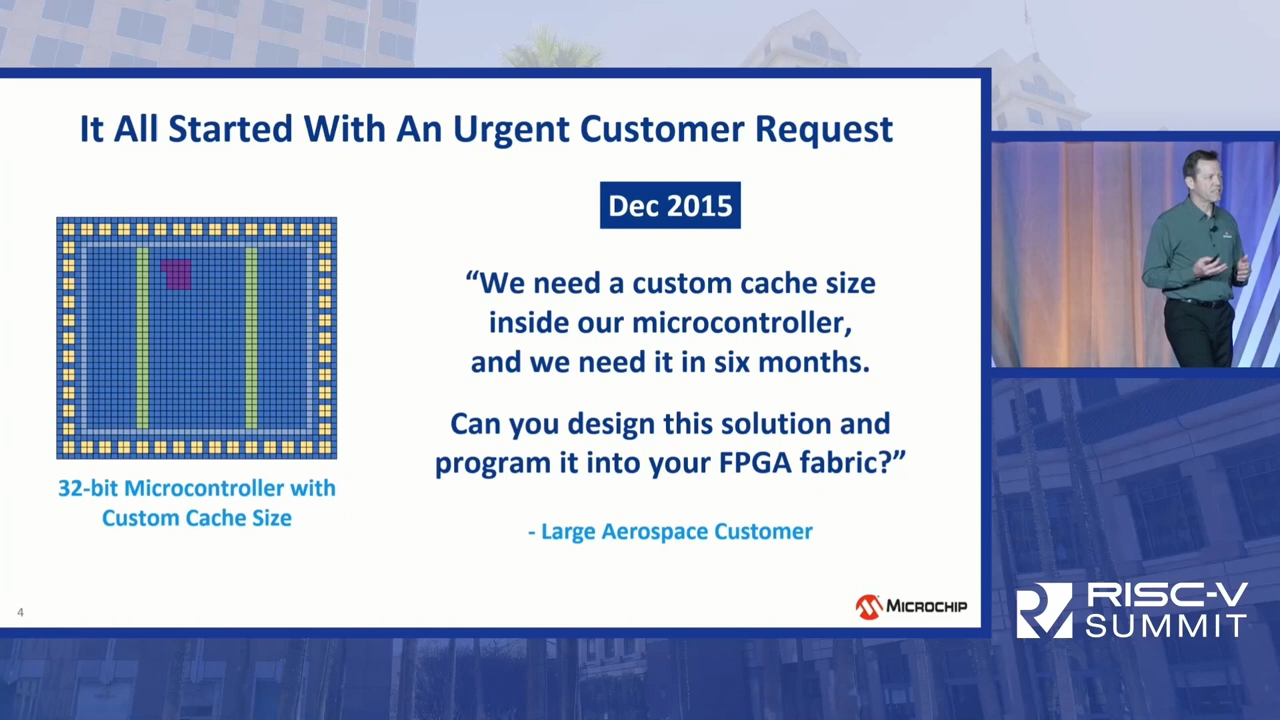 It All Started With An Urgent Customer Request
Dec 2015
“We need a custom cache size
inside our microcontroller,
and we need it in six months.
Can you design this solution and
program it into your FPGA fabric?”
- Large Aerospace Customer
32-bit Microcontroller with
Custom Cache Size
4
MICROCHIP
RISC-V
SUMMIT